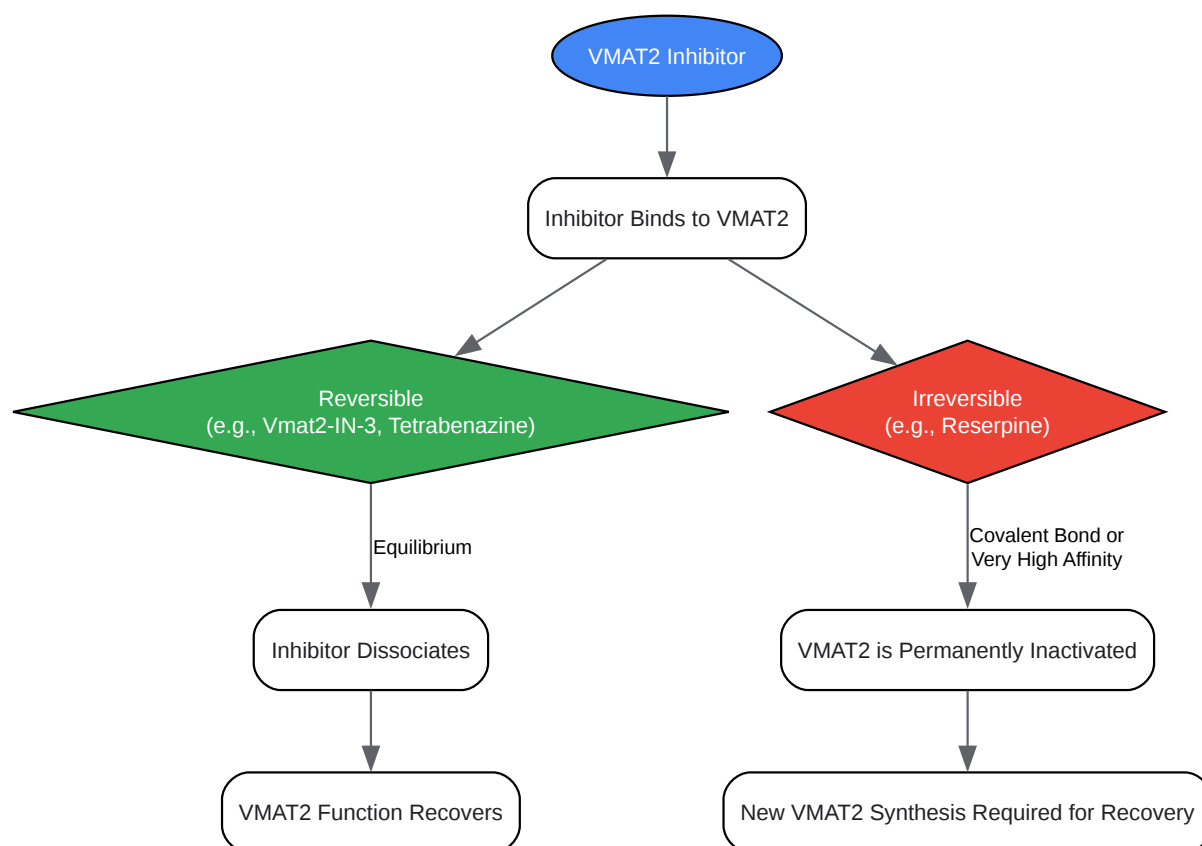 VMAT2 Inhibitor
Inhibitor Binds to VMAT2
Reversible
(e.g., Vmat2-IN-3, Tetrabenazine)
Irreversible
(e.g., Reserpine)
Equilibrium
Covalent Bond or
Very High Affinity
Inhibitor Dissociates
VMAT2 is Permanently Inactivated
VMAT2 Function Recovers
New VMAT2 Synthesis Required for Recovery